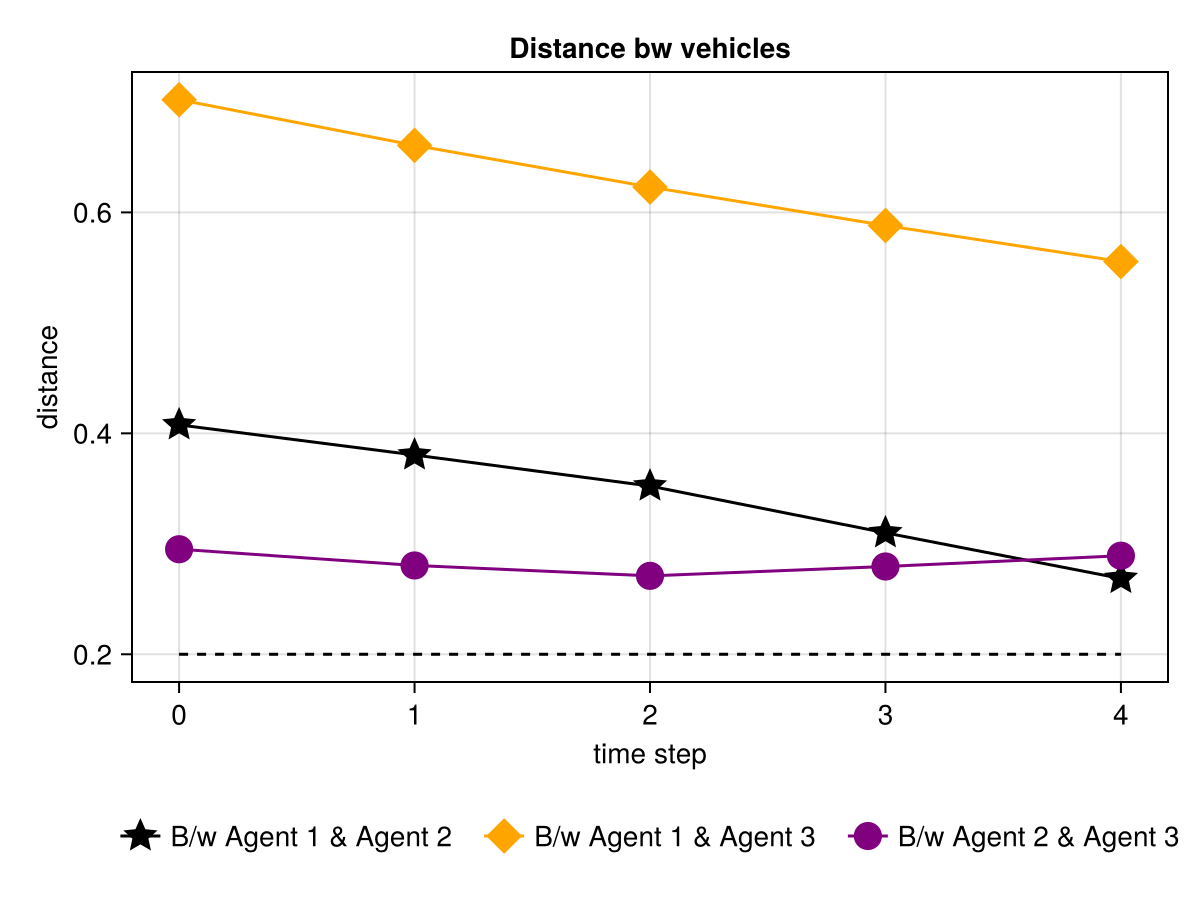 Distance bw vehicles
distance
0.6
0.4
0.2
0 1 2 3 4
time step
B/w Agent 1 & Agent 2 B/w Agent 1 & Agent 3 B/w Agent 2 & Agent 3